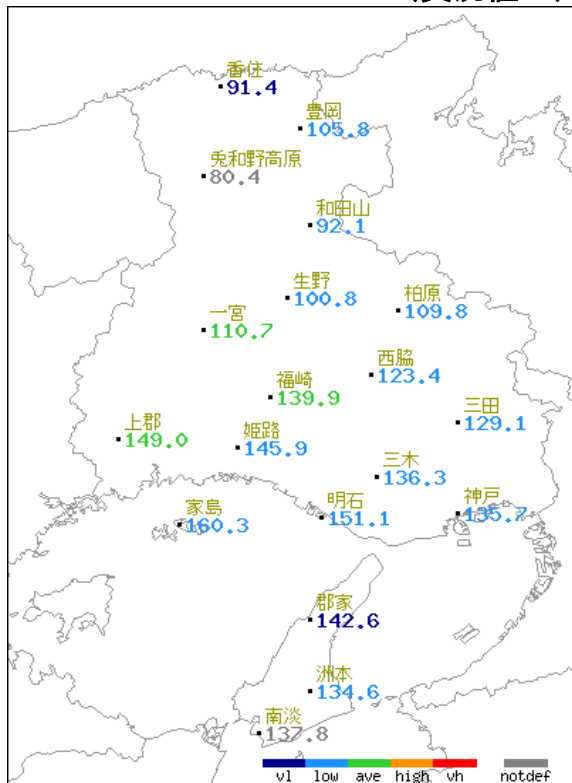 香住
91.4
豊岡
105.8
兎和野高原
80.4
和田山
92.1
生野
100.8
柏原
109.8
一宮
110.7
西脇
123.4
福崎
139.9
三田
129.1
上郡
149.0
姫路
145.9
三木
136.3
家島
160.3
明石
151.1
神戸
135.7
郡家
142.6
洲本
134.6
南淡
137.8
vl low ave high vh notdef